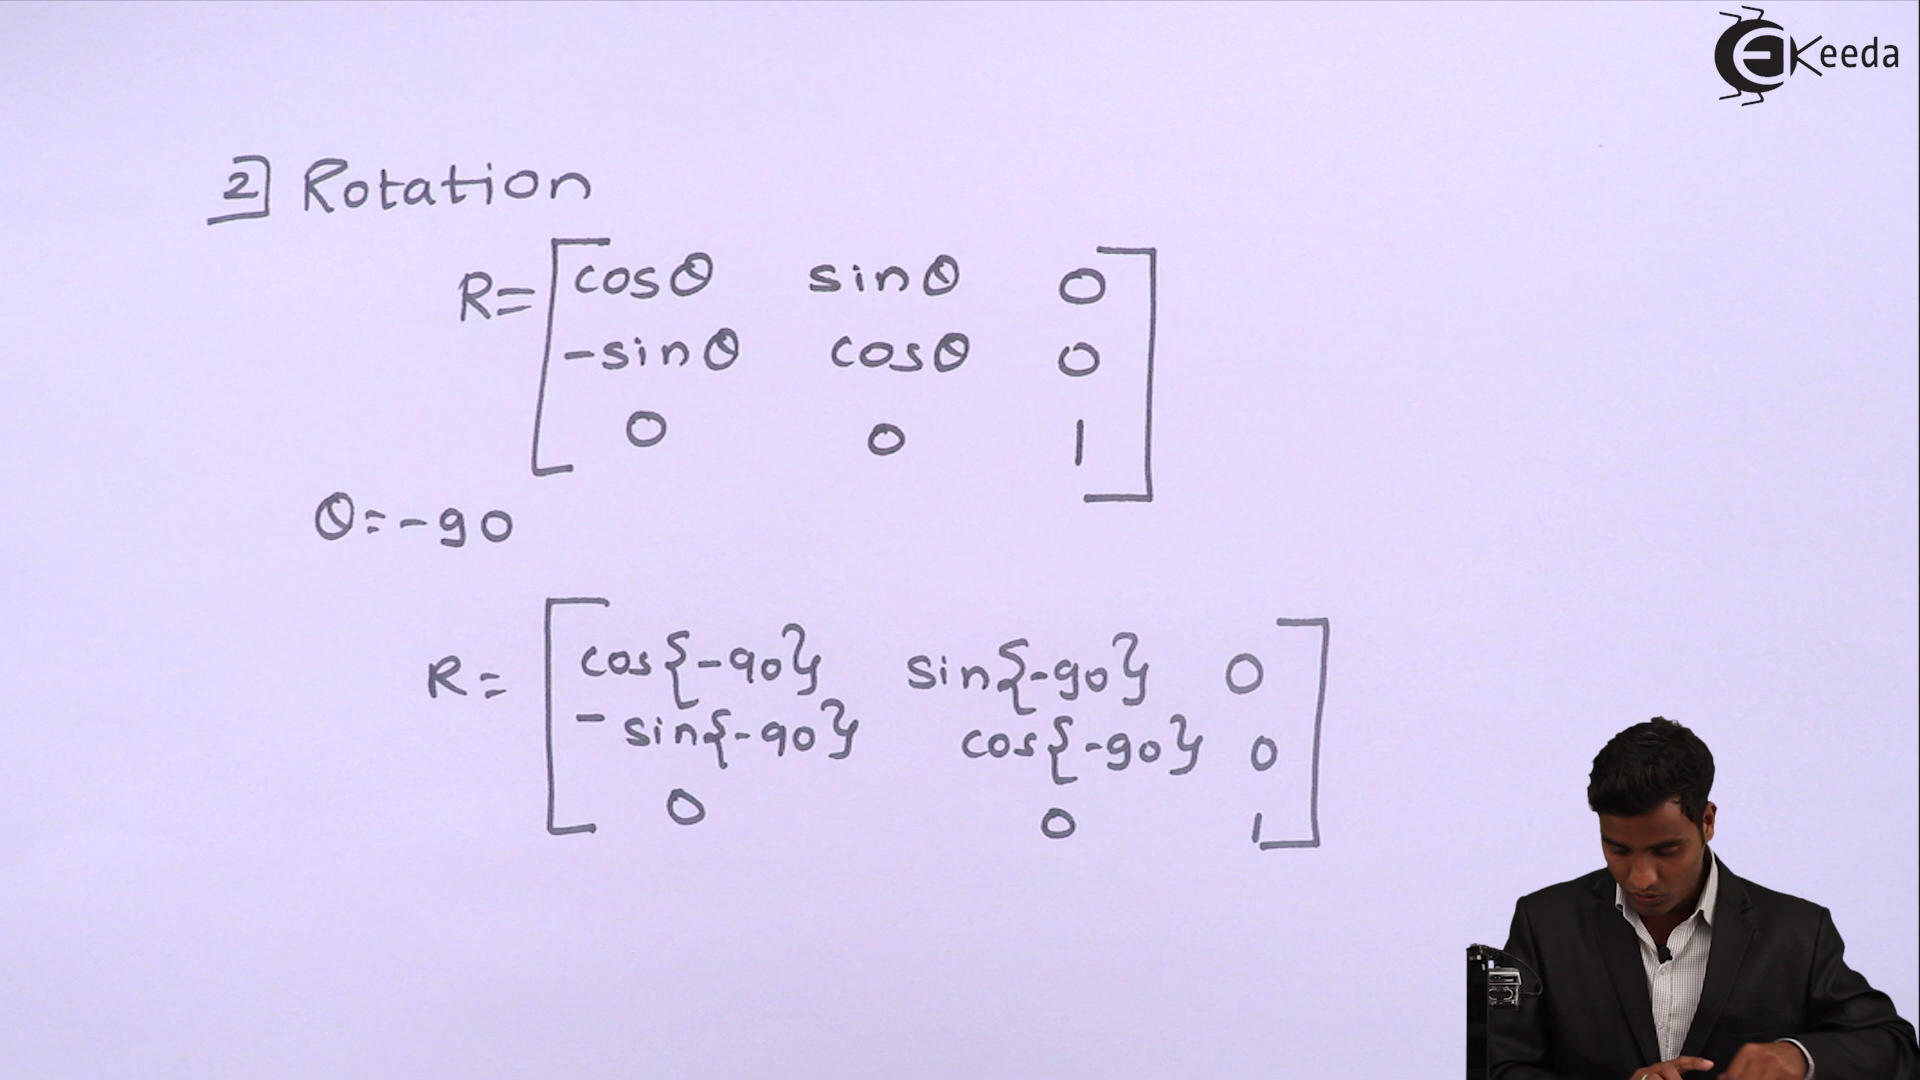 eKeeda
2] Rotation
R= [ cosθ sinθ 0
-sinθ cosθ 0
0 0 1 ]
θ=-90
R= [ cos{-90} sin{-90} 0
- sin{-90} cos{-90} 0
0 0 1 ]